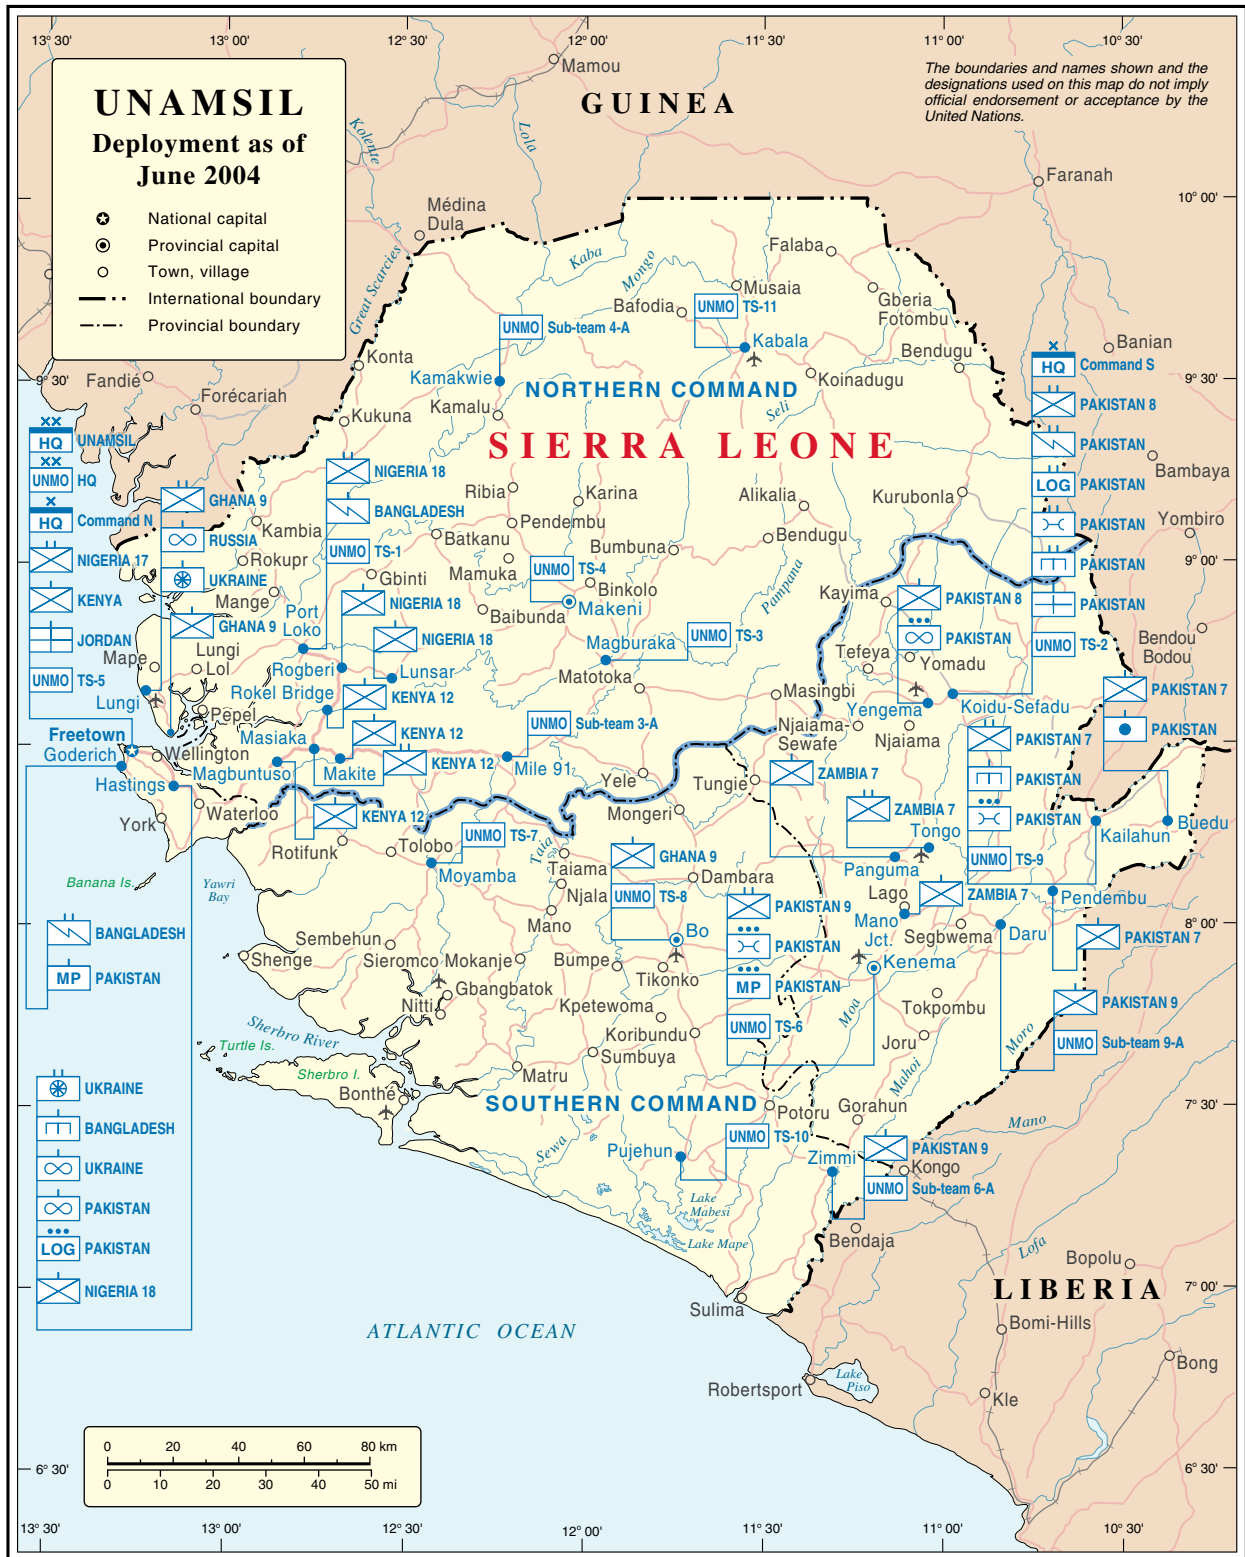 13° 30'
13° 00'
12° 30'
12° 00'
11° 30'
11° 00'
10° 30'
UNAMSIL
Deployment as of
June 2004
National capital
Provincial capital
Town, village
International boundary
Provincial boundary
The boundaries and names shown and the
designations used on this map do not imply
official endorsement or acceptance by the
United Nations.
GUINEA
Mamou
Kolente
Lola
Faranah
10° 00'
Médina
Dula
Falaba
Kaba
Mongo
Great Scarcies
Musaia
Bafodia
Gberia
Fotombu
UNMO TS-11
UNMO Sub-team 4-A
Kabala
Banian
Bendugu
Konta
HQ Command S
Fandié
9° 30'
9° 30'
Kamakwie
NORTHERN COMMAND
Koinadugu
Forécariah
Kamalu
PAKISTAN 8
Kukuna
Seli
HQ UNAMSIL
SIERRA LEONE
PAKISTAN
Bambaya
UNMO HQ
NIGERIA 18
LOG PAKISTAN
GHANA 9
Ribia
Karina
Alikalia
Kurubonla
HQ Command N
BANGLADESH
Kambia
Pendembu
PAKISTAN
Yombiro
RUSSIA
Batkanu
Bumbuna
Bendugu
NIGERIA 17
Rokupr
UNMO TS-1
Mamuka
UNMO TS-4
PAKISTAN
9° 00'
UKRAINE
Gbinti
Binkolo
Pampana
KENYA
Mange
NIGERIA 18
Makeni
Kayima
PAKISTAN 8
PAKISTAN
Port
Loko
Baibunda
GHANA 9
JORDAN
NIGERIA 18
Magburaka
UNMO TS-3
PAKISTAN
UNMO TS-2
Bendou
Bodou
Mape
Lungi
Lol
Rogberi
Lunsar
Matotoka
Tefeya
Yomadu
UNMO TS-5
Lungi
Rokel Bridge
KENYA 12
Masingbi
Yengema
Koidu-Sefadu
PAKISTAN 7
Pepel
KENYA 12
UNMO Sub-team 3-A
Njaiama-
Sewafe
Njaiama
PAKISTAN
Freetown
Masiaka
PAKISTAN 7
Goderich
Wellington
Mile 91
Magbuntuso
Makite
KENYA 12
Yele
Tungie
ZAMBIA 7
PAKISTAN
Hastings
Waterloo
KENYA 12
Mongeri
ZAMBIA 7
PAKISTAN
Kailahun
Buedu
York
Rotifunk
Tolobo
UNMO TS-7
Taia
Tongo
Moyamba
Taiama
GHANA 9
Panguma
UNMO TS-9
Banana Is.
Yawri
Bay
Njala
UNMO TS-8
Dambara
Lago
ZAMBIA 7
Pendembu
PAKISTAN 9
Mano
Mano
Jct.
8° 00'
BANGLADESH
Sembehun
Bo
Segbwema
Daru
PAKISTAN 7
Shenge
Sieromco
Mokanje
Bumpe
PAKISTAN
Kenema
MP PAKISTAN
Gbangbatok
Tikonko
MP PAKISTAN
Tokpombu
PAKISTAN 9
Nitti
Kpetewoma
UNMO TS-6
Moa
Sherbro River
Koribundu
Joru
Moro
UNMO Sub-team 9-A
Turtle Is.
Sumbuya
Sherbro I.
Matru
Mahoi
UKRAINE
Bonthe
SOUTHERN COMMAND
Potoru
Gorahun
7° 30'
Mano
BANGLADESH
Sewa
Pujehun
UNMO TS-10
Zimmi
PAKISTAN 9
UKRAINE
Kongo
UNMO Sub-team 6-A
PAKISTAN
Lake
Mabesi
Lake Mape
Bendaja
Lofa
LOG PAKISTAN
Bopolu
NIGERIA 18
LIBERIA
7° 00'
Sulima
Bomi-Hills
ATLANTIC OCEAN
Bong
Robertsport
Lake
Piso
Kle
0 20 40 60 80 km
0 10 20 30 40 50 mi
6° 30'
6° 30'
13° 30'
13° 00'
12° 30'
12° 00'
11° 30'
11° 00'
10° 30'